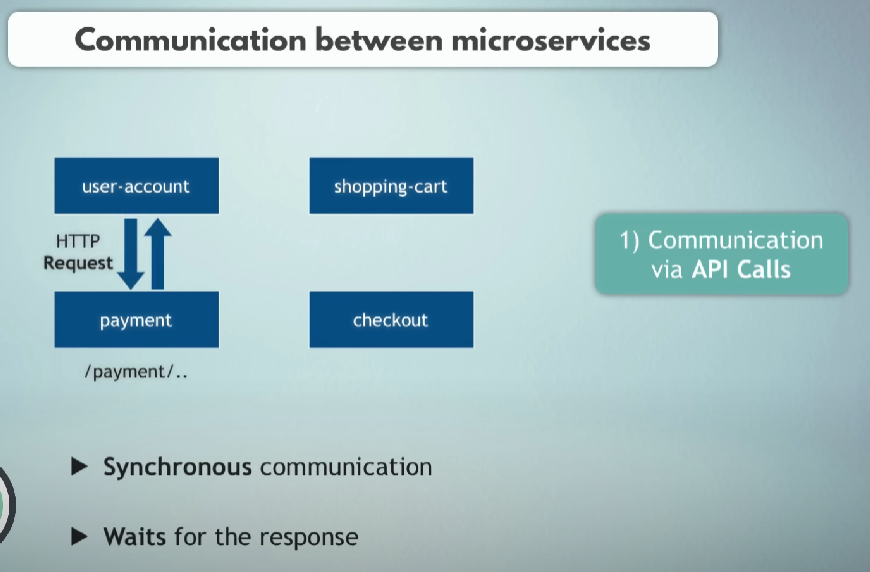 Communication between microservices
user-account
shopping-cart
HTTP
Request
1) Communication
via API Calls
payment
checkout
/payment/..
Synchronous communication
Waits for the response